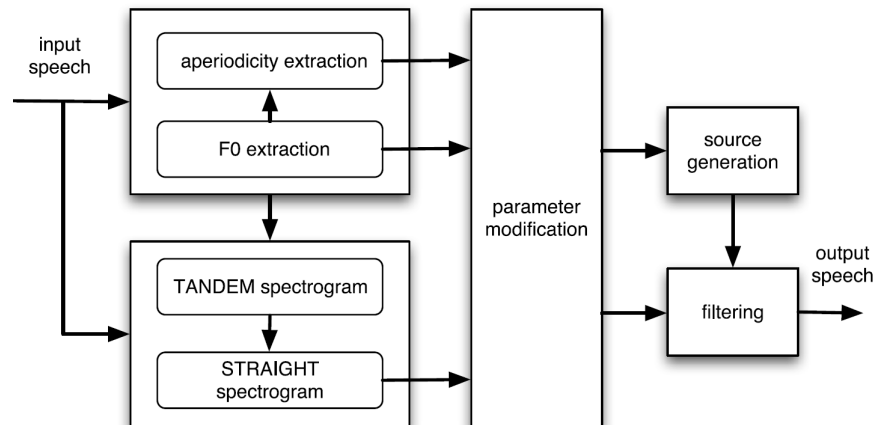 input
speech
aperiodicity extraction
F0 extraction
TANDEM spectrogram
STRAIGHT
spectrogram
parameter
modification
source
generation
filtering
output
speech